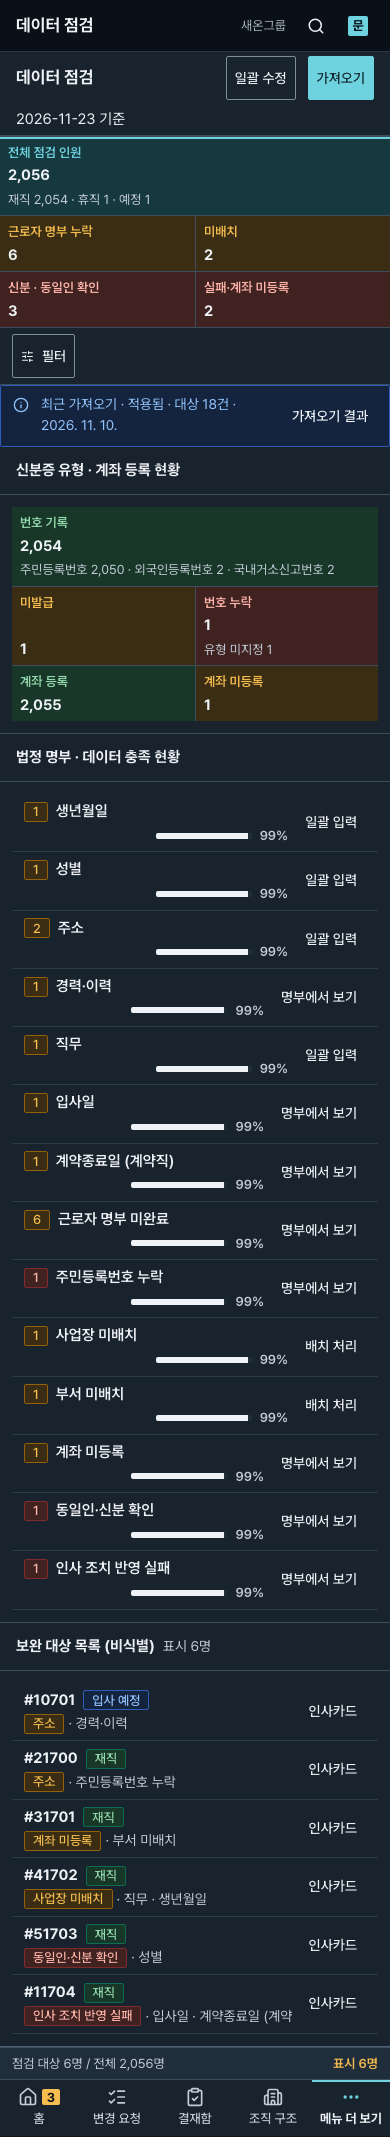 데이터 점검
새온그룹
문
데이터 점검
일괄 수정
가져오기
2026-11-23 기준
전체 점검 인원
2,056
재직 2,054 · 휴직 1 · 예정 1
근로자 명부 누락
6
미배치
2
신분 · 동일인 확인
3
실패·계좌 미등록
2
필터
최근 가져오기 · 적용됨 · 대상 18건 ·
2026. 11. 10.
가져오기 결과
신분증 유형 · 계좌 등록 현황
번호 기록
2,054
주민등록번호 2,050 · 외국인등록번호 2 · 국내거소신고번호 2
미발급
1
번호 누락
1
유형 미지정 1
계좌 등록
2,055
계좌 미등록
1
법정 명부 · 데이터 충족 현황
1 생년월일
99%
일괄 입력
1 성별
99%
일괄 입력
2 주소
99%
일괄 입력
1 경력·이력
99%
명부에서 보기
1 직무
99%
일괄 입력
1 입사일
99%
명부에서 보기
1 계약종료일 (계약직)
99%
명부에서 보기
6 근로자 명부 미완료
99%
명부에서 보기
1 주민등록번호 누락
99%
명부에서 보기
1 사업장 미배치
99%
배치 처리
1 부서 미배치
99%
배치 처리
1 계좌 미등록
99%
명부에서 보기
1 동일인·신분 확인
99%
명부에서 보기
1 인사 조치 반영 실패
99%
명부에서 보기
보완 대상 목록 (비식별) 표시 6명
#10701 입사 예정
주소 · 경력·이력
인사카드
#21700 재직
주소 · 주민등록번호 누락
인사카드
#31701 재직
계좌 미등록 · 부서 미배치
인사카드
#41702 재직
사업장 미배치 · 직무 · 생년월일
인사카드
#51703 재직
동일인·신분 확인 · 성별
인사카드
#11704 재직
인사 조치 반영 실패 · 입사일 · 계약종료일 (계약
인사카드
점검 대상 6명 / 전체 2,056명
표시 6명
3
홈
변경 요청
결재함
조직 구조
메뉴 더 보기